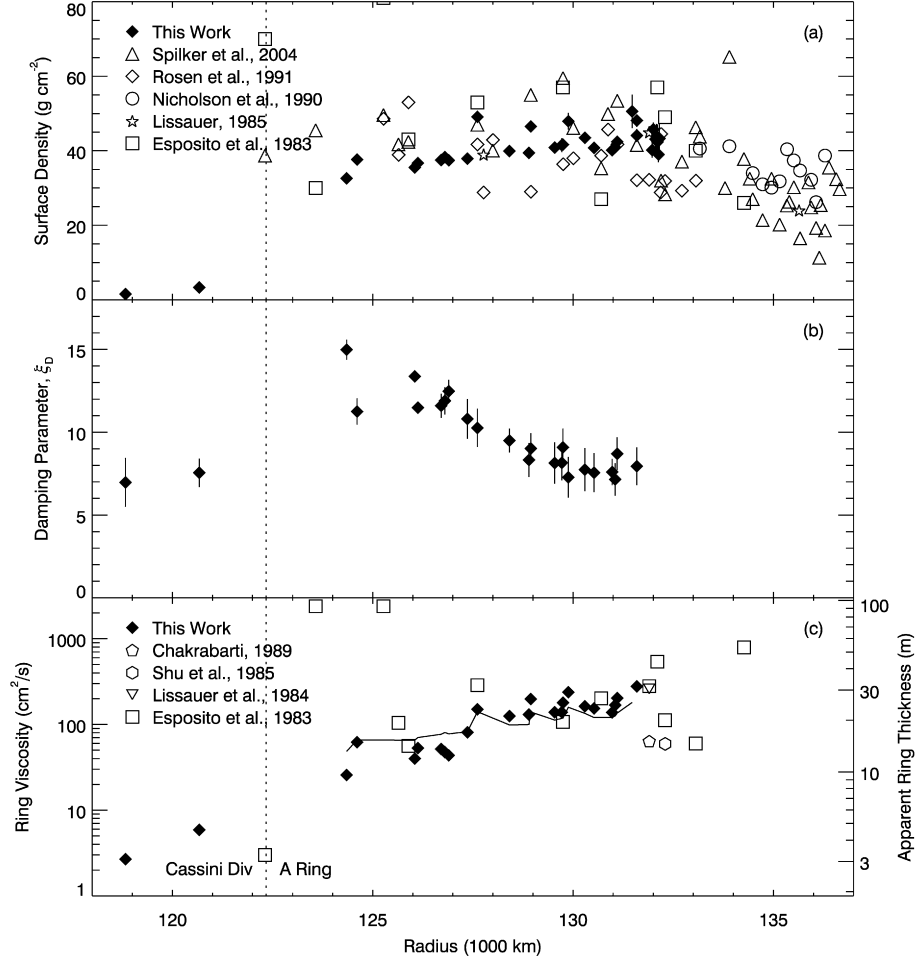 80
60
40
20
0
Surface Density (g cm⁻²)
(a)
This Work
Spilker et al., 2004
Rosen et al., 1991
Nicholson et al., 1990
Lissauer, 1985
Esposito et al., 1983
15
10
5
0
Damping Parameter, ξ_D
(b)
1000
100
10
1
Ring Viscosity (cm²/s)
(c)
This Work
Chakrabarti, 1989
Shu et al., 1985
Lissauer et al., 1984
Esposito et al., 1983
Cassini Div
A Ring
100
30
10
3
Apparent Ring Thickness (m)
120
125
130
135
Radius (1000 km)